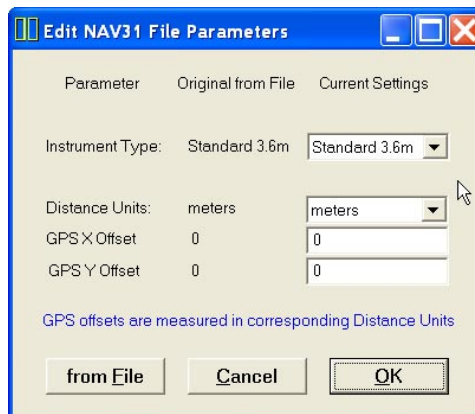 Edit NAV31 File Parameters
Parameter Original from File Current Settings
Instrument Type: Standard 3.6m Standard 3.6m
Distance Units: meters meters
GPS X Offset 0 0
GPS Y Offset 0 0
GPS offsets are measured in corresponding Distance Units
from File Cancel OK